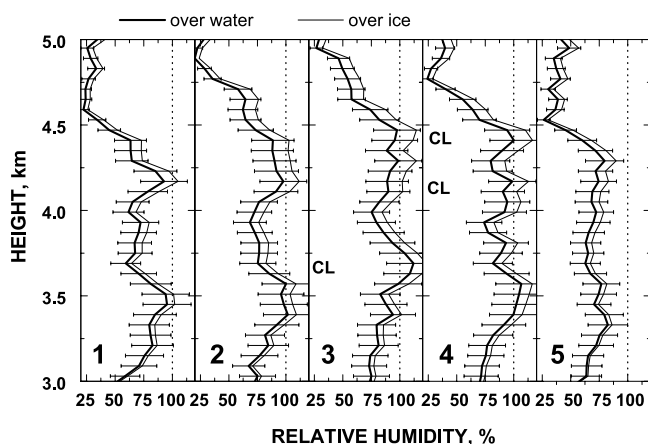 over water over ice
5.0
4.5
4.0
3.5
3.0
HEIGHT, km
CL
CL
CL
1 2 3 4 5
25 50 75 100 25 50 75 100 25 50 75 100 25 50 75 100 25 50 75 100
RELATIVE HUMIDITY, %